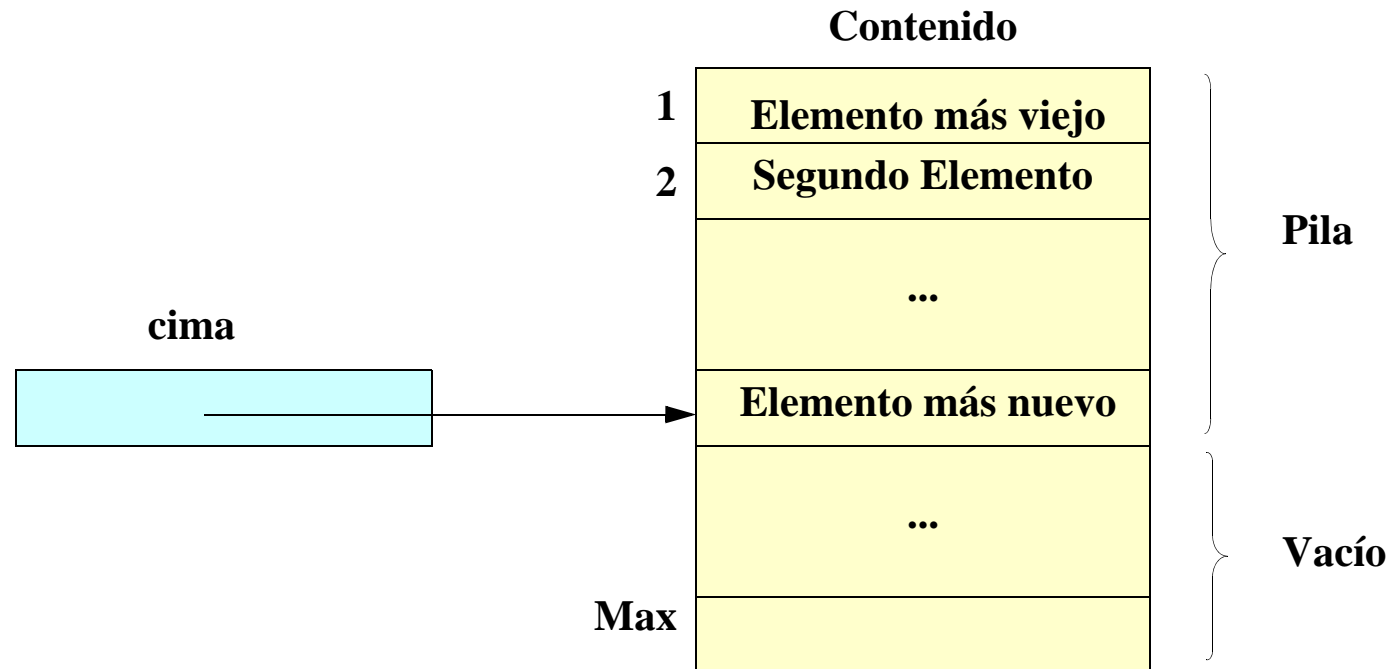 Contenido
1
Elemento más viejo
2
Segundo Elemento
Pila
...
cima
Elemento más nuevo
...
Vacío
Max